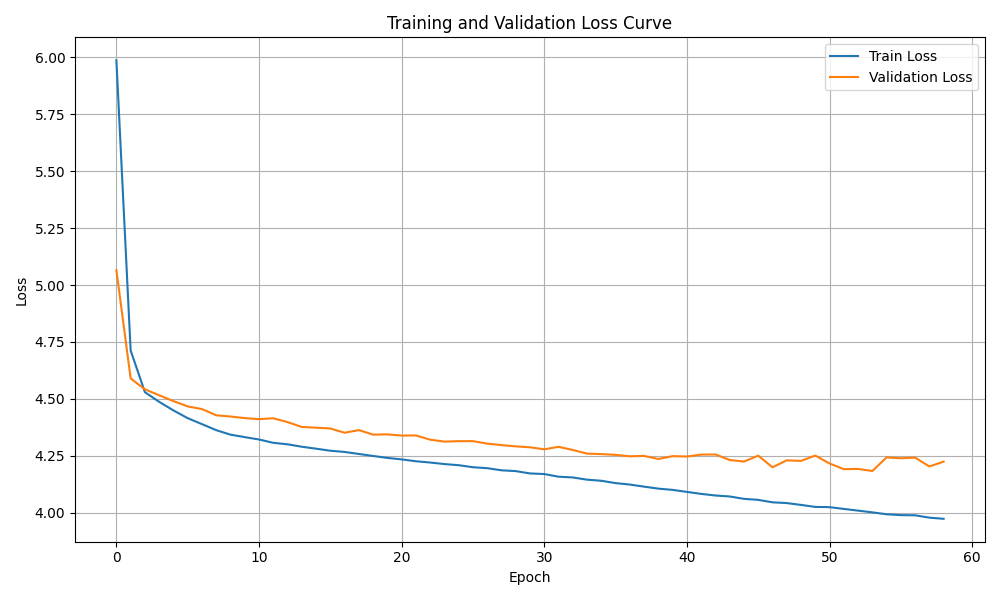 Training and Validation Loss Curve
Train Loss
Validation Loss
6.00
5.75
5.50
5.25
5.00
4.75
4.50
4.25
4.00
Loss
0 10 20 30 40 50 60
Epoch